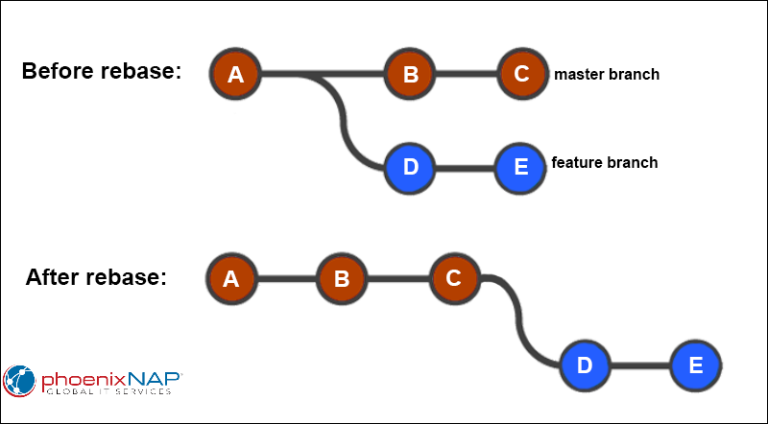 Before rebase:
A
B
C
master branch
D
E
feature branch
After rebase:
A
B
C
D
E
phoenixNAP
GLOBAL IT SERVICES